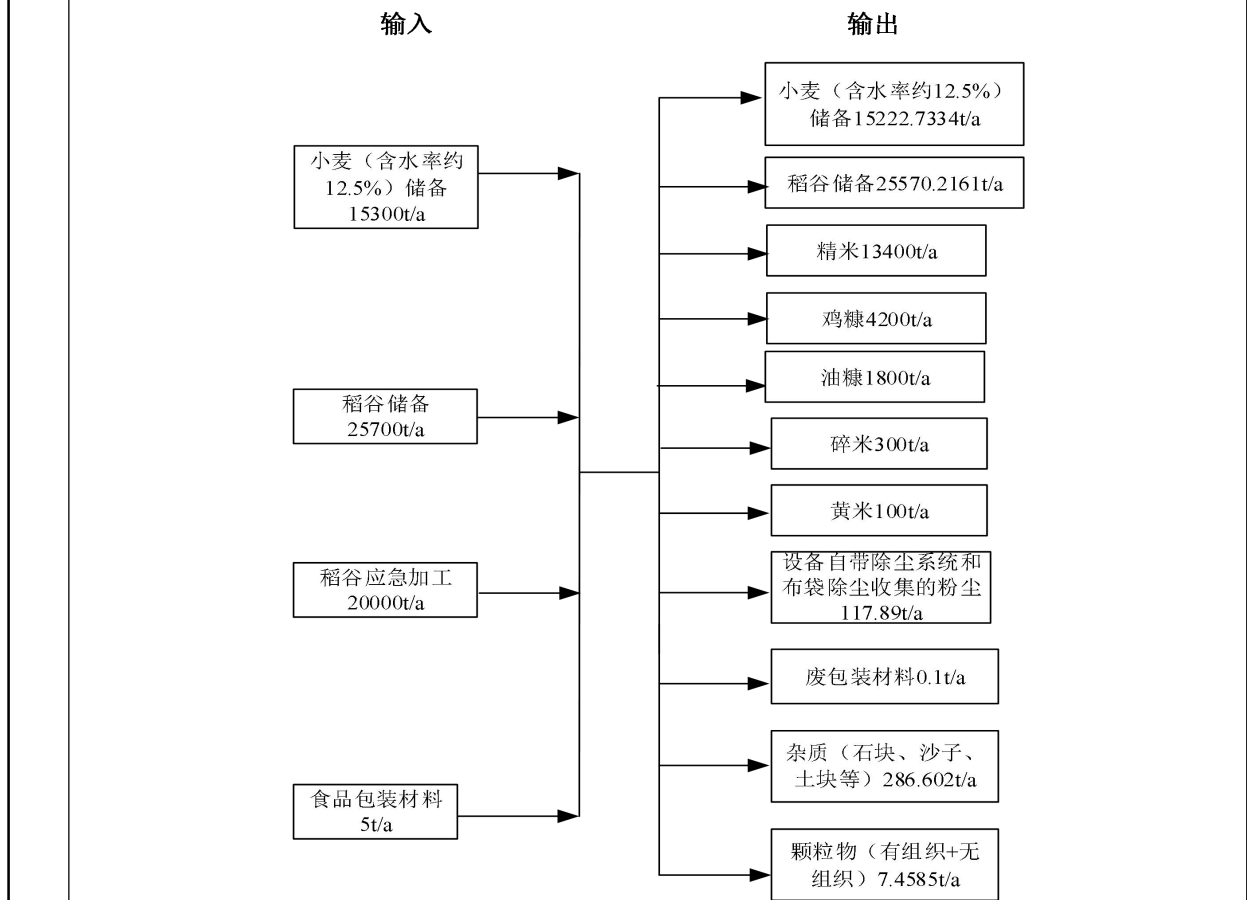 输入
小麦（含水率约
12.5%）储备
15300t/a
稻谷储备
25700t/a
稻谷应急加工
20000t/a
食品包装材料
5t/a
输出
小麦（含水率约12.5%）
储备15222.7334t/a
稻谷储备25570.2161t/a
精米13400t/a
鸡糠4200t/a
油糠1800t/a
碎米300t/a
黄米100t/a
设备自带除尘系统和
布袋除尘收集的粉尘
117.89t/a
废包装材料0.1t/a
杂质（石块、沙子、
土块等）286.602t/a
颗粒物（有组织+无
组织）7.4585t/a